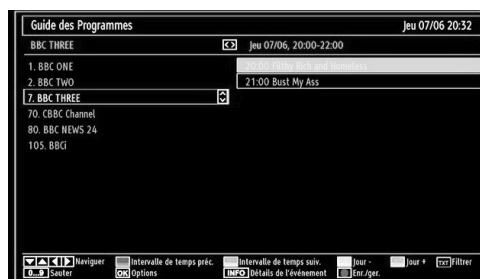 Guide des Programmes Jeu 07/06 20:32
BBC THREE Jeu 07/06, 20:00-22:00
1. BBC ONE 20:00 Filthy Rich and Homeless
2. BBC TWO 21:00 Bust My Ass
7. BBC THREE
70. CBBC Channel
80. BBC NEWS 24
105. BBCi
Naviguer Intervalle de temps préc. Intervalle de temps suiv. Jour - Jour + TXT Filtrer
0...9 Sauter OK Options INFO Détails de l'événement Enr./ger.